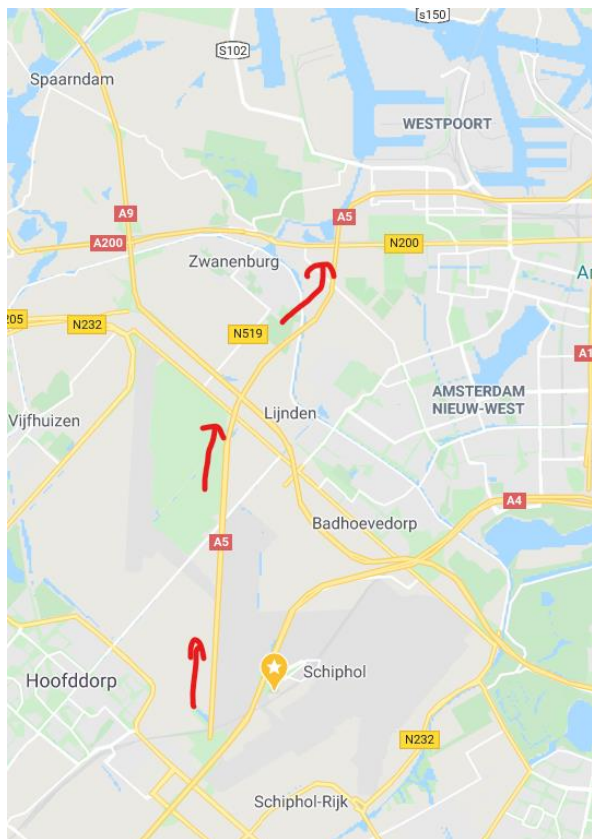 s150
S102
Spaarndam
WESTPOORT
A9
A5
A200
N200
Zwanenburg
Ar
205
N232
N519
A1
AMSTERDAM
NIEUW-WEST
Lijnden
Vijfhuizen
A4
Badhoevedorp
A5
Schiphol
Hoofddorp
N232
Schiphol-Rijk